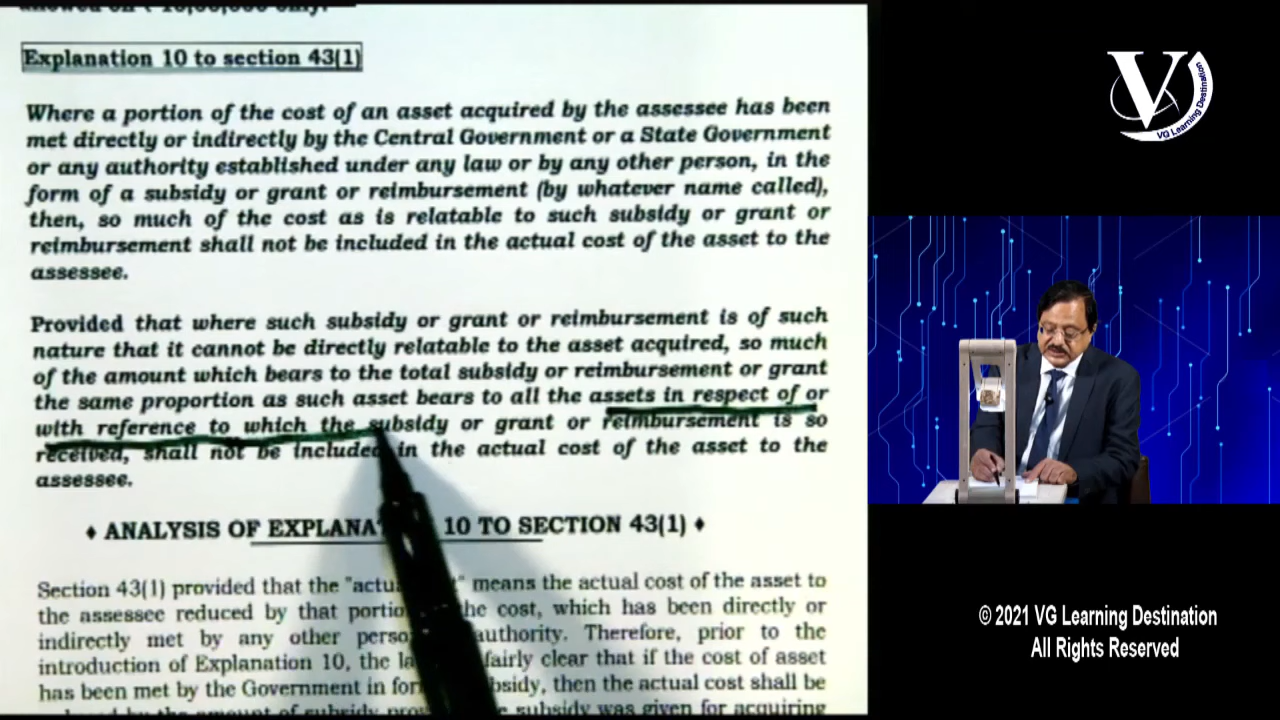 Explanation 10 to section 43(1)
Where a portion of the cost of an asset acquired by the assessee has been
met directly or indirectly by the Central Government or a State Government
or any authority established under any law or by any other person, in the
form of a subsidy or grant or reimbursement (by whatever name called),
then, so much of the cost as is relatable to such subsidy or grant or
reimbursement shall not be included in the actual cost of the asset to the
assessee.
Provided that where such subsidy or grant or reimbursement is of such
nature that it cannot be directly relatable to the asset acquired, so much
of the amount which bears to the total subsidy or reimbursement or grant
the same proportion as such asset bears to all the assets in respect of or
with reference to which the subsidy or grant or reimbursement is so
received, shall not be included in the actual cost of the asset to the
assessee.
♦ ANALYSIS OF 10 TO SECTION 43(1) ♦
Section 43(1) provided that the means the actual cost of the asset to
the assessee reduced by that the cost, which has been directly or
indirectly met by any other authority. Therefore, prior to the
introduction of Explanation 10, the fairly clear that if the cost of asset
has been met by the Government in then the actual cost shall be
subsidy was given for acquiring
V
VG Learning Destination
© 2021 VG Learning Destination
All Rights Reserved